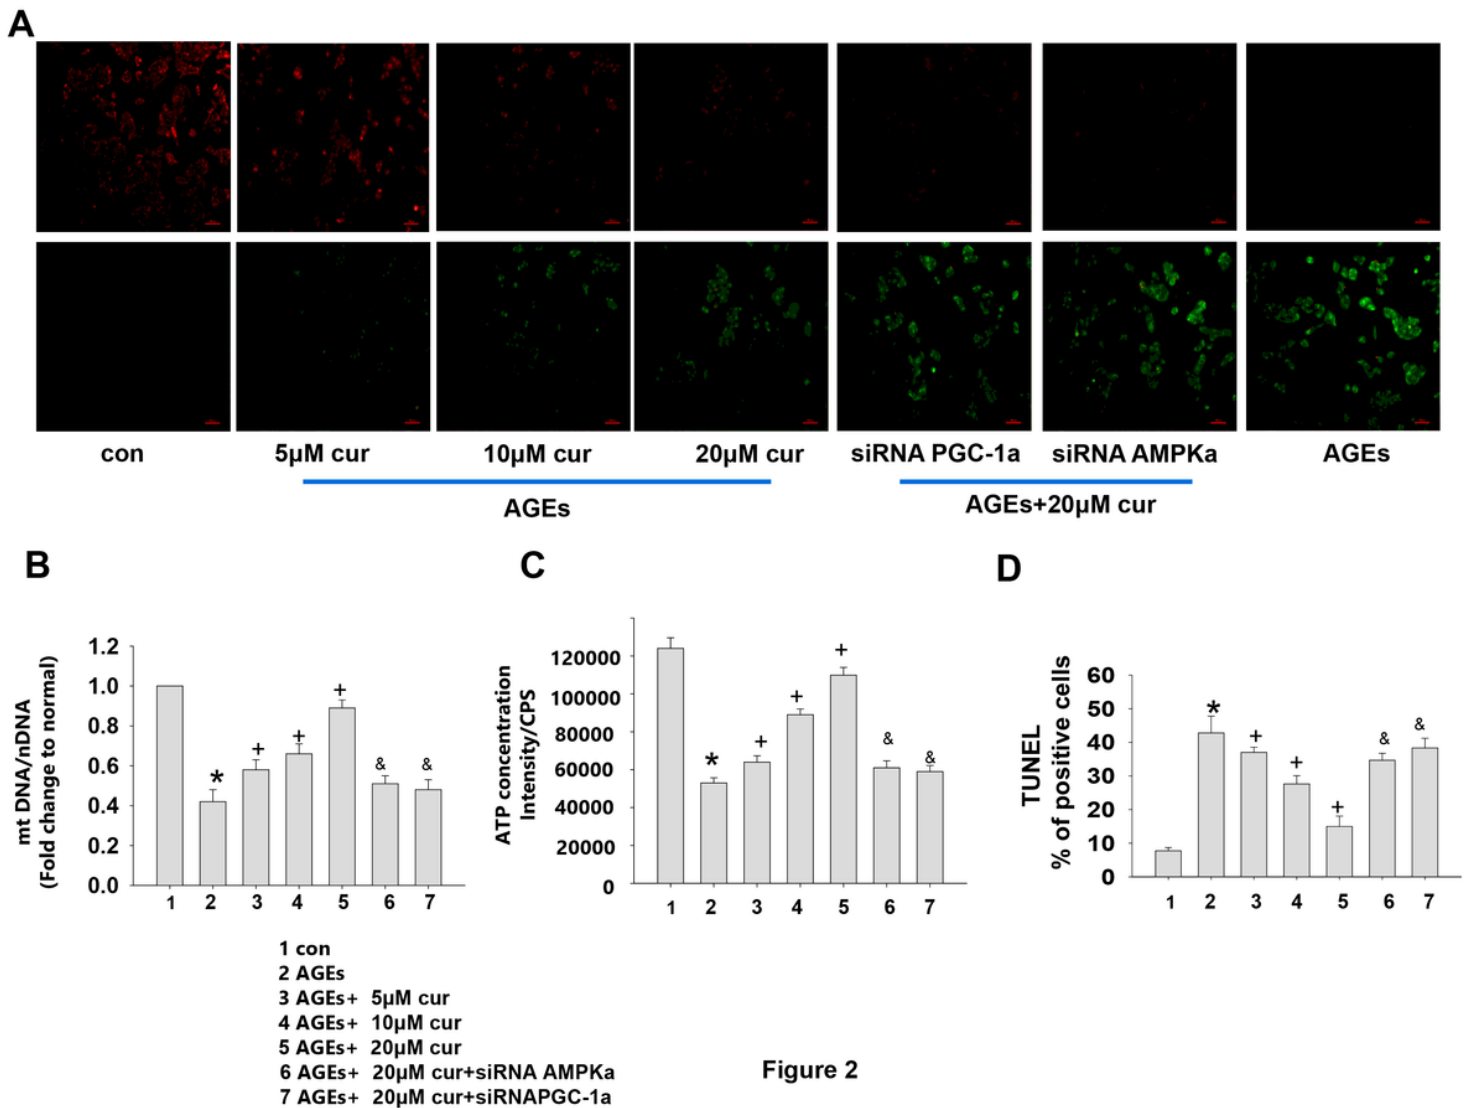 A
con 5μM cur 10μM cur 20μM cur siRNA PGC-1a siRNA AMPKa AGEs
AGEs AGEs+20μM cur
B
mt DNA/nDNA
(Fold change to normal)
1.2
1.0
0.8
0.6
0.4
0.2
0.0
* + + + & &
1 2 3 4 5 6 7
C
ATP concentration
Intensity/CPS
120000
100000
80000
60000
40000
20000
0
* + + + & &
1 2 3 4 5 6 7
D
TUNEL
% of positive cells
60
50
40
30
20
10
0
* + + + & &
1 2 3 4 5 6 7
1 con
2 AGEs
3 AGEs+ 5μM cur
4 AGEs+ 10μM cur
5 AGEs+ 20μM cur
6 AGEs+ 20μM cur+siRNA AMPKa
7 AGEs+ 20μM cur+siRNAPGC-1a
Figure 2